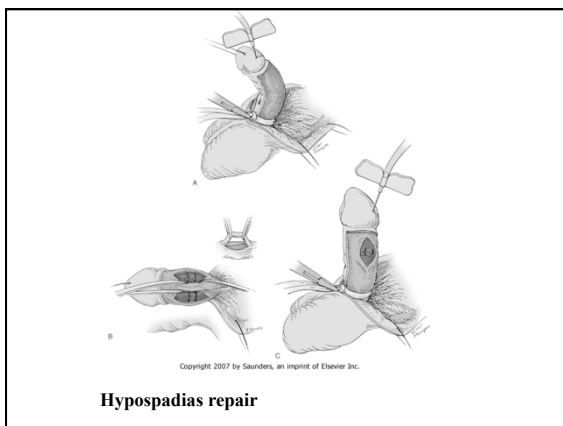 A
B
C
Copyright 2007 by Saunders, an imprint of Elsevier Inc.
Hypospadias repair